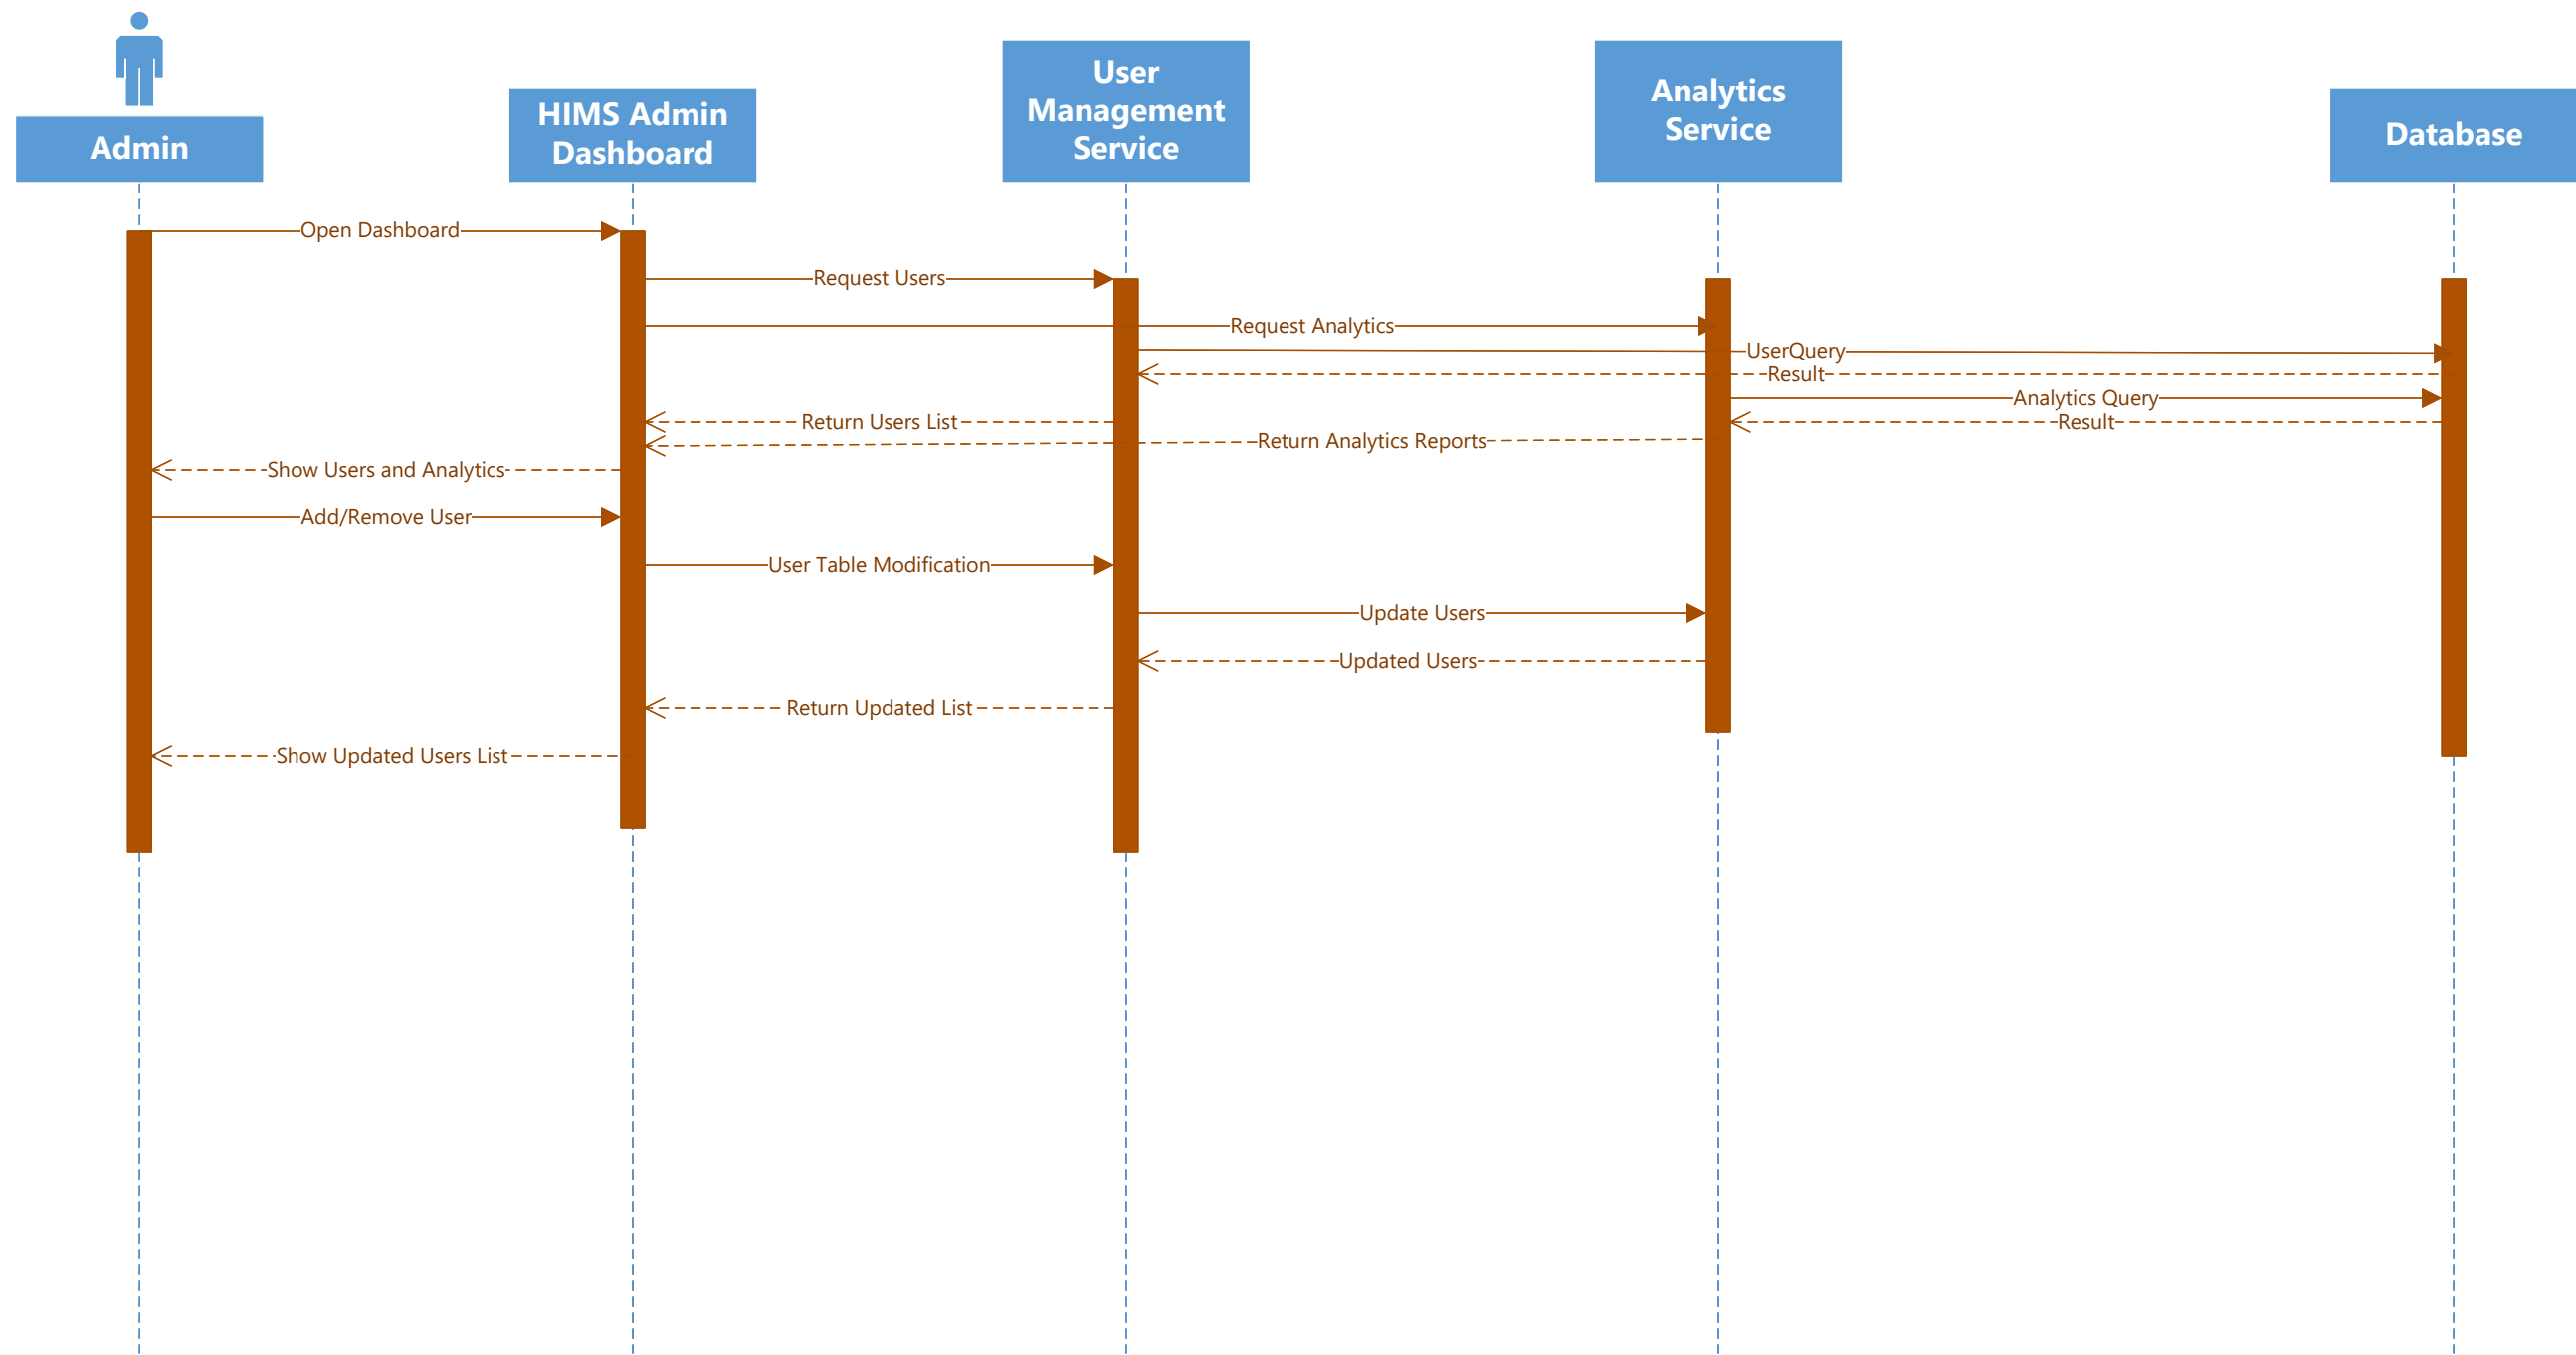 Admin
HIMS Admin
Dashboard
User
Management
Service
Analytics
Service
Database
Open Dashboard
Request Users
Request Analytics
UserQuery
Result
Analytics Query
Return Users List
Result
Return Analytics Reports
Show Users and Analytics
Add/Remove User
User Table Modification
Update Users
Updated Users
Return Updated List
Show Updated Users List